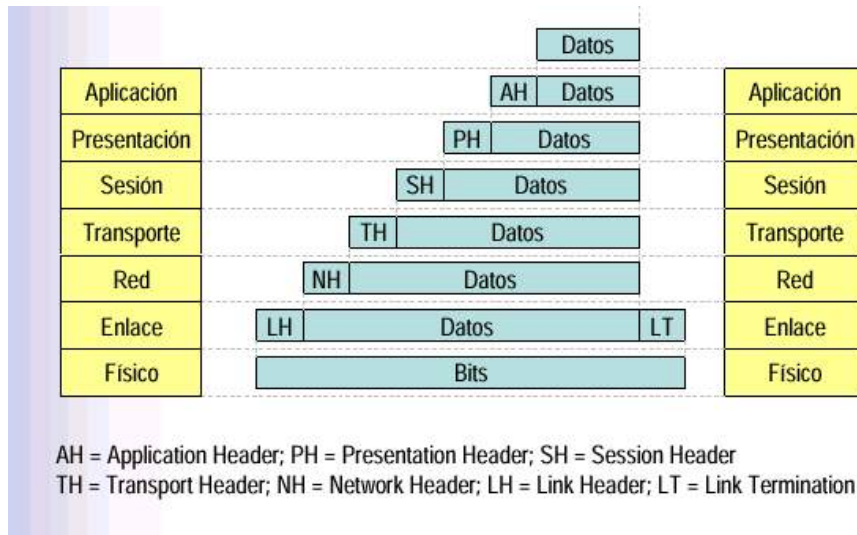 Datos
Aplicación AH Datos Aplicación
Presentación PH Datos Presentación
Sesión SH Datos Sesión
Transporte TH Datos Transporte
Red NH Datos Red
Enlace LH Datos LT Enlace
Físico Bits Físico
AH = Application Header; PH = Presentation Header; SH = Session Header
TH = Transport Header; NH = Network Header; LH = Link Header; LT = Link Termination